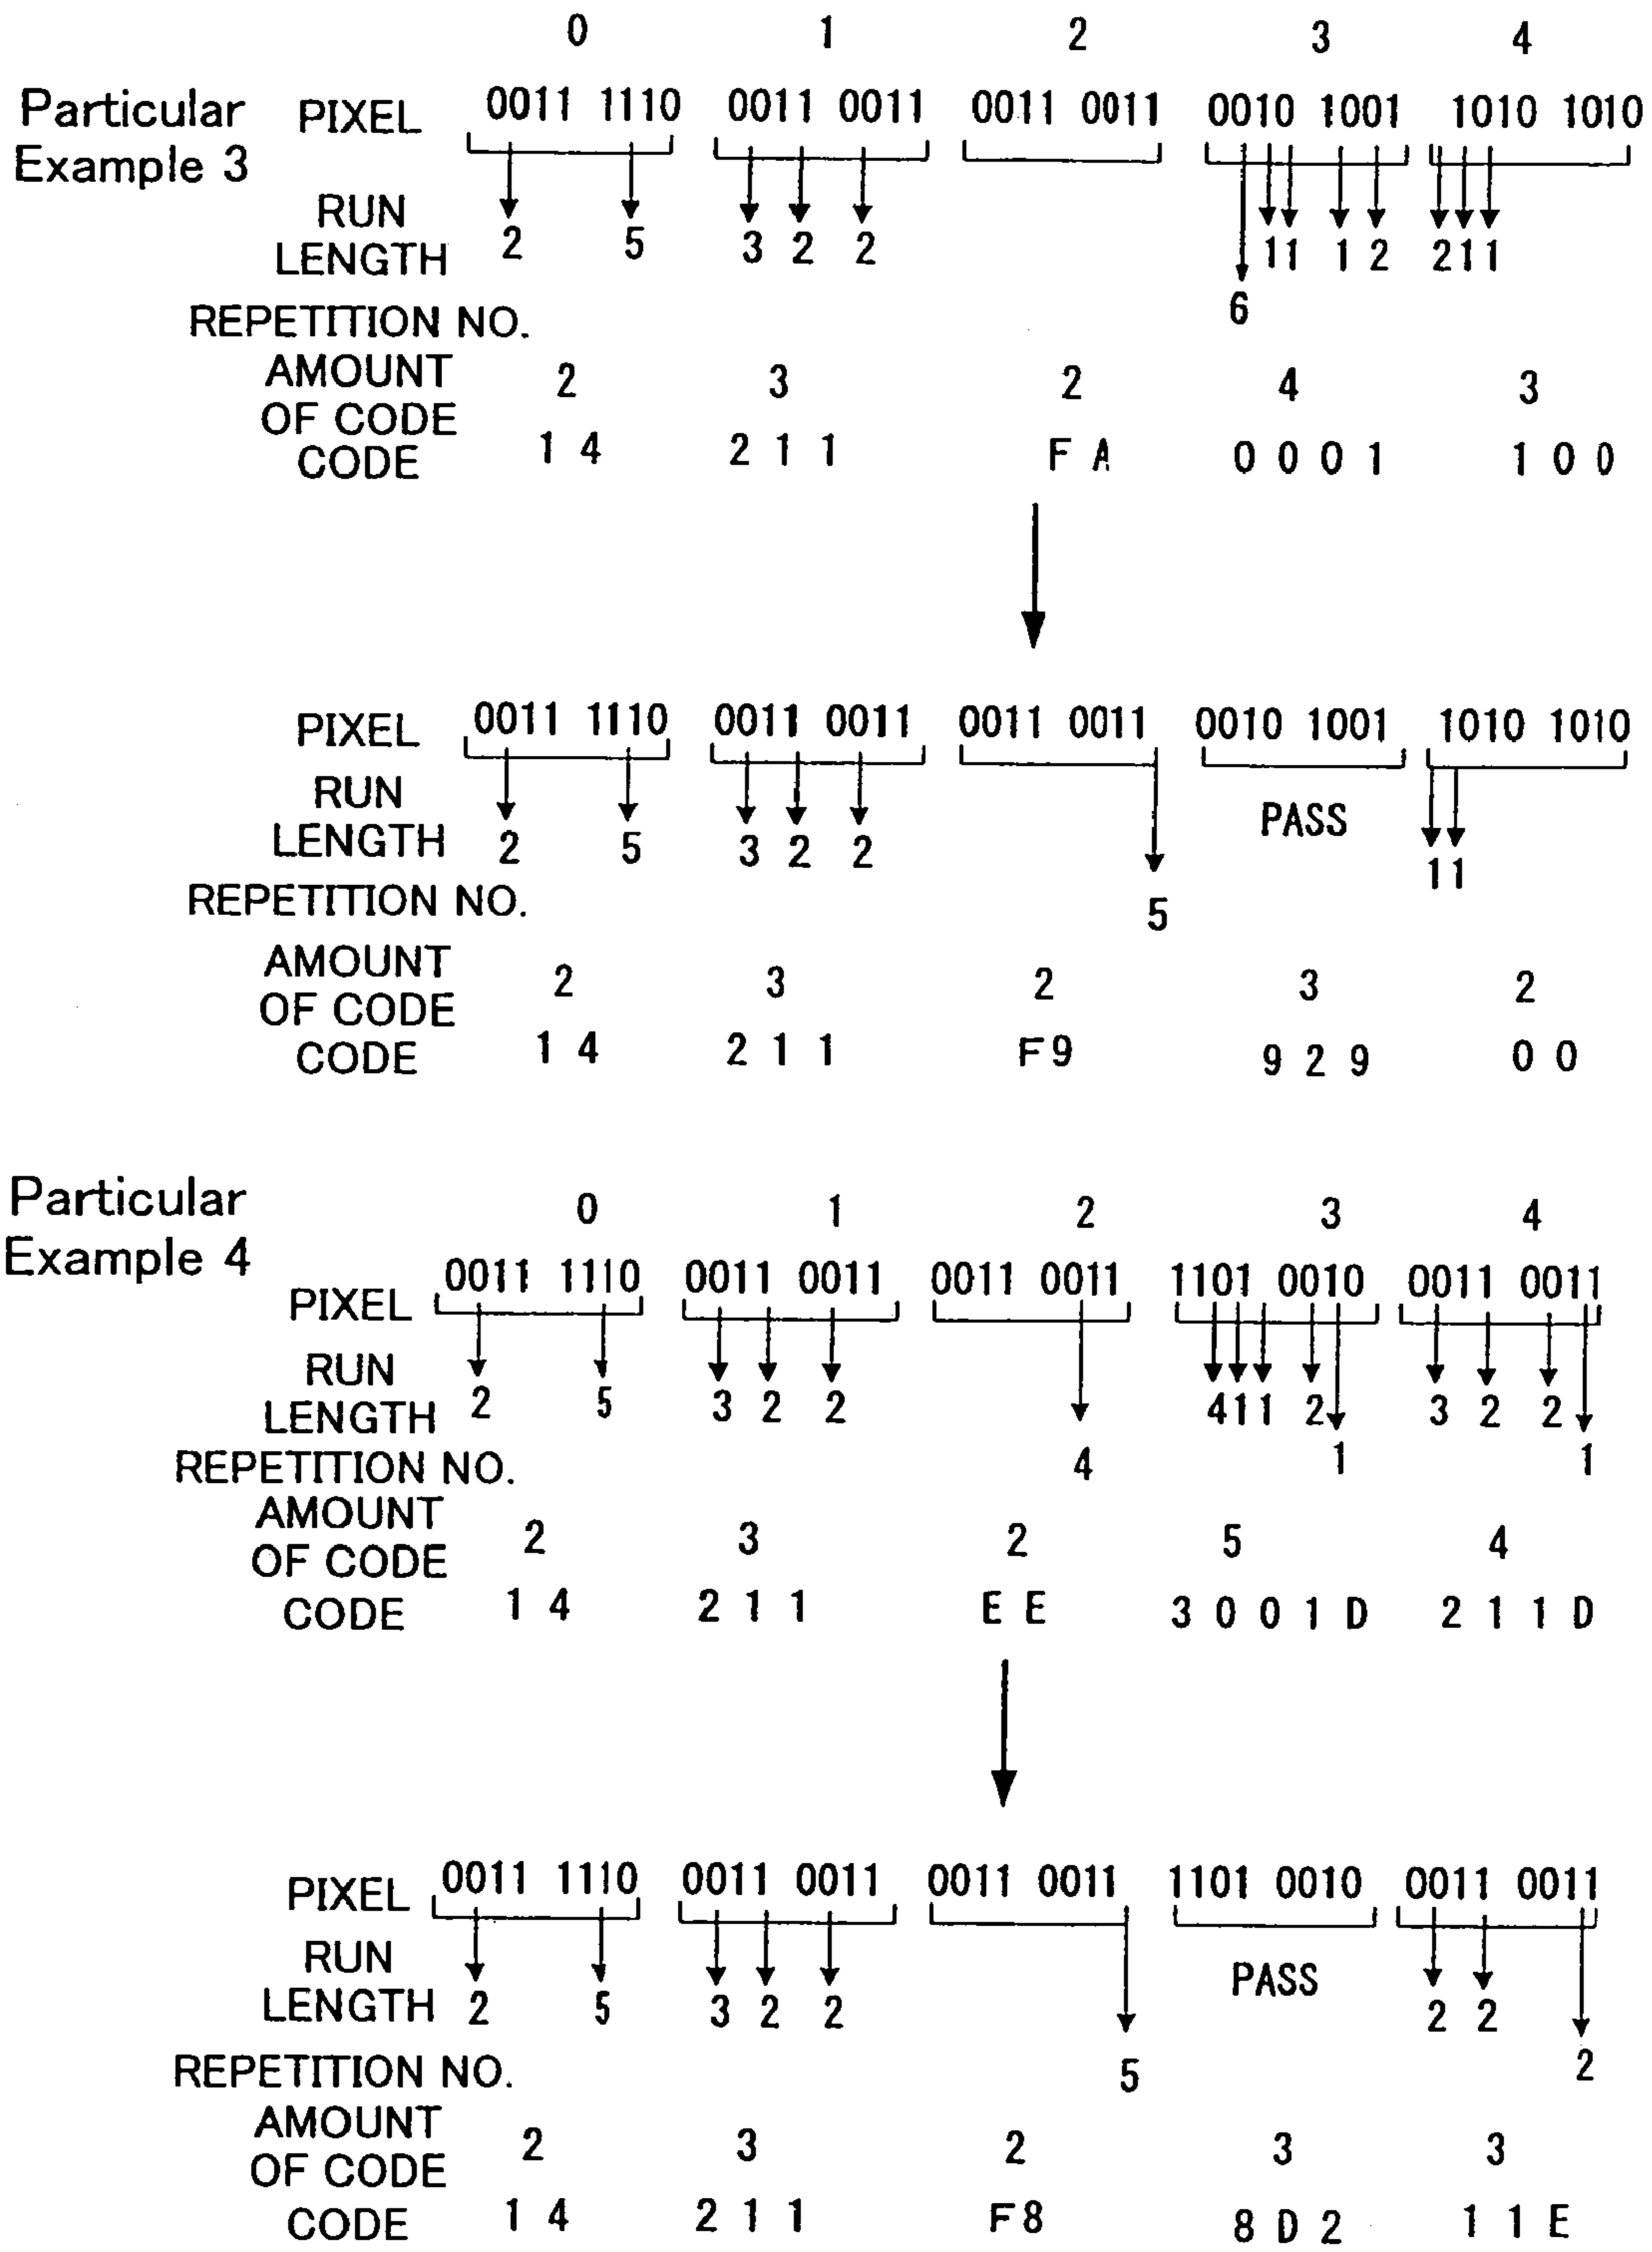 0 1 2 3 4
Particular Example 3
PIXEL 0011 1110 0011 0011 0011 0011 0010 1001 1010 1010
RUN LENGTH 2 5 3 2 2 1 1 1 2 2 1 1
REPETITION NO. 6
AMOUNT OF CODE 2 3 2 4 3
CODE 1 4 2 1 1 F A 0 0 0 1 1 0 0
PIXEL 0011 1110 0011 0011 0011 0011 0010 1001 1010 1010
RUN LENGTH 2 5 3 2 2 PASS 1 1
REPETITION NO. 5
AMOUNT OF CODE 2 3 2 3 2
CODE 1 4 2 1 1 F9 9 2 9 0 0
Particular Example 4
0 1 2 3 4
PIXEL 0011 1110 0011 0011 0011 0011 1101 0010 0011 0011
RUN LENGTH 2 5 3 2 2 4 1 1 2 3 2 2
REPETITION NO. 4 1 1
AMOUNT OF CODE 2 3 2 5 4
CODE 1 4 2 1 1 E E 3 0 0 1 D 2 1 1 D
PIXEL 0011 1110 0011 0011 0011 0011 1101 0010 0011 0011
RUN LENGTH 2 5 3 2 2 PASS 2 2
REPETITION NO. 5 2
AMOUNT OF CODE 2 3 2 3 3
CODE 1 4 2 1 1 F8 8 D 2 1 1 E